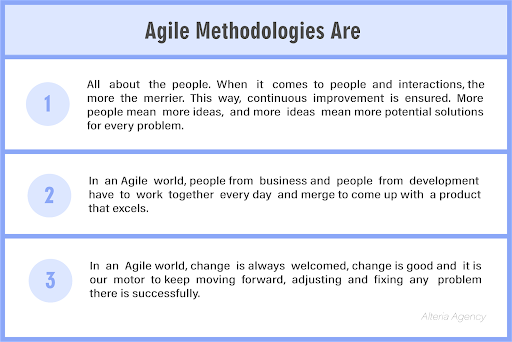 Agile Methodologies Are
1
All about the people. When it comes to people and interactions, the
more the merrier. This way, continuous improvement is ensured. More
people mean more ideas, and more ideas mean more potential solutions
for every problem.
2
In an Agile world, people from business and people from development
have to work together every day and merge to come up with a product
that excels.
3
In an Agile world, change is always welcomed, change is good and it is
our motor to keep moving forward, adjusting and fixing any problem
there is successfully.
Alteria Agency